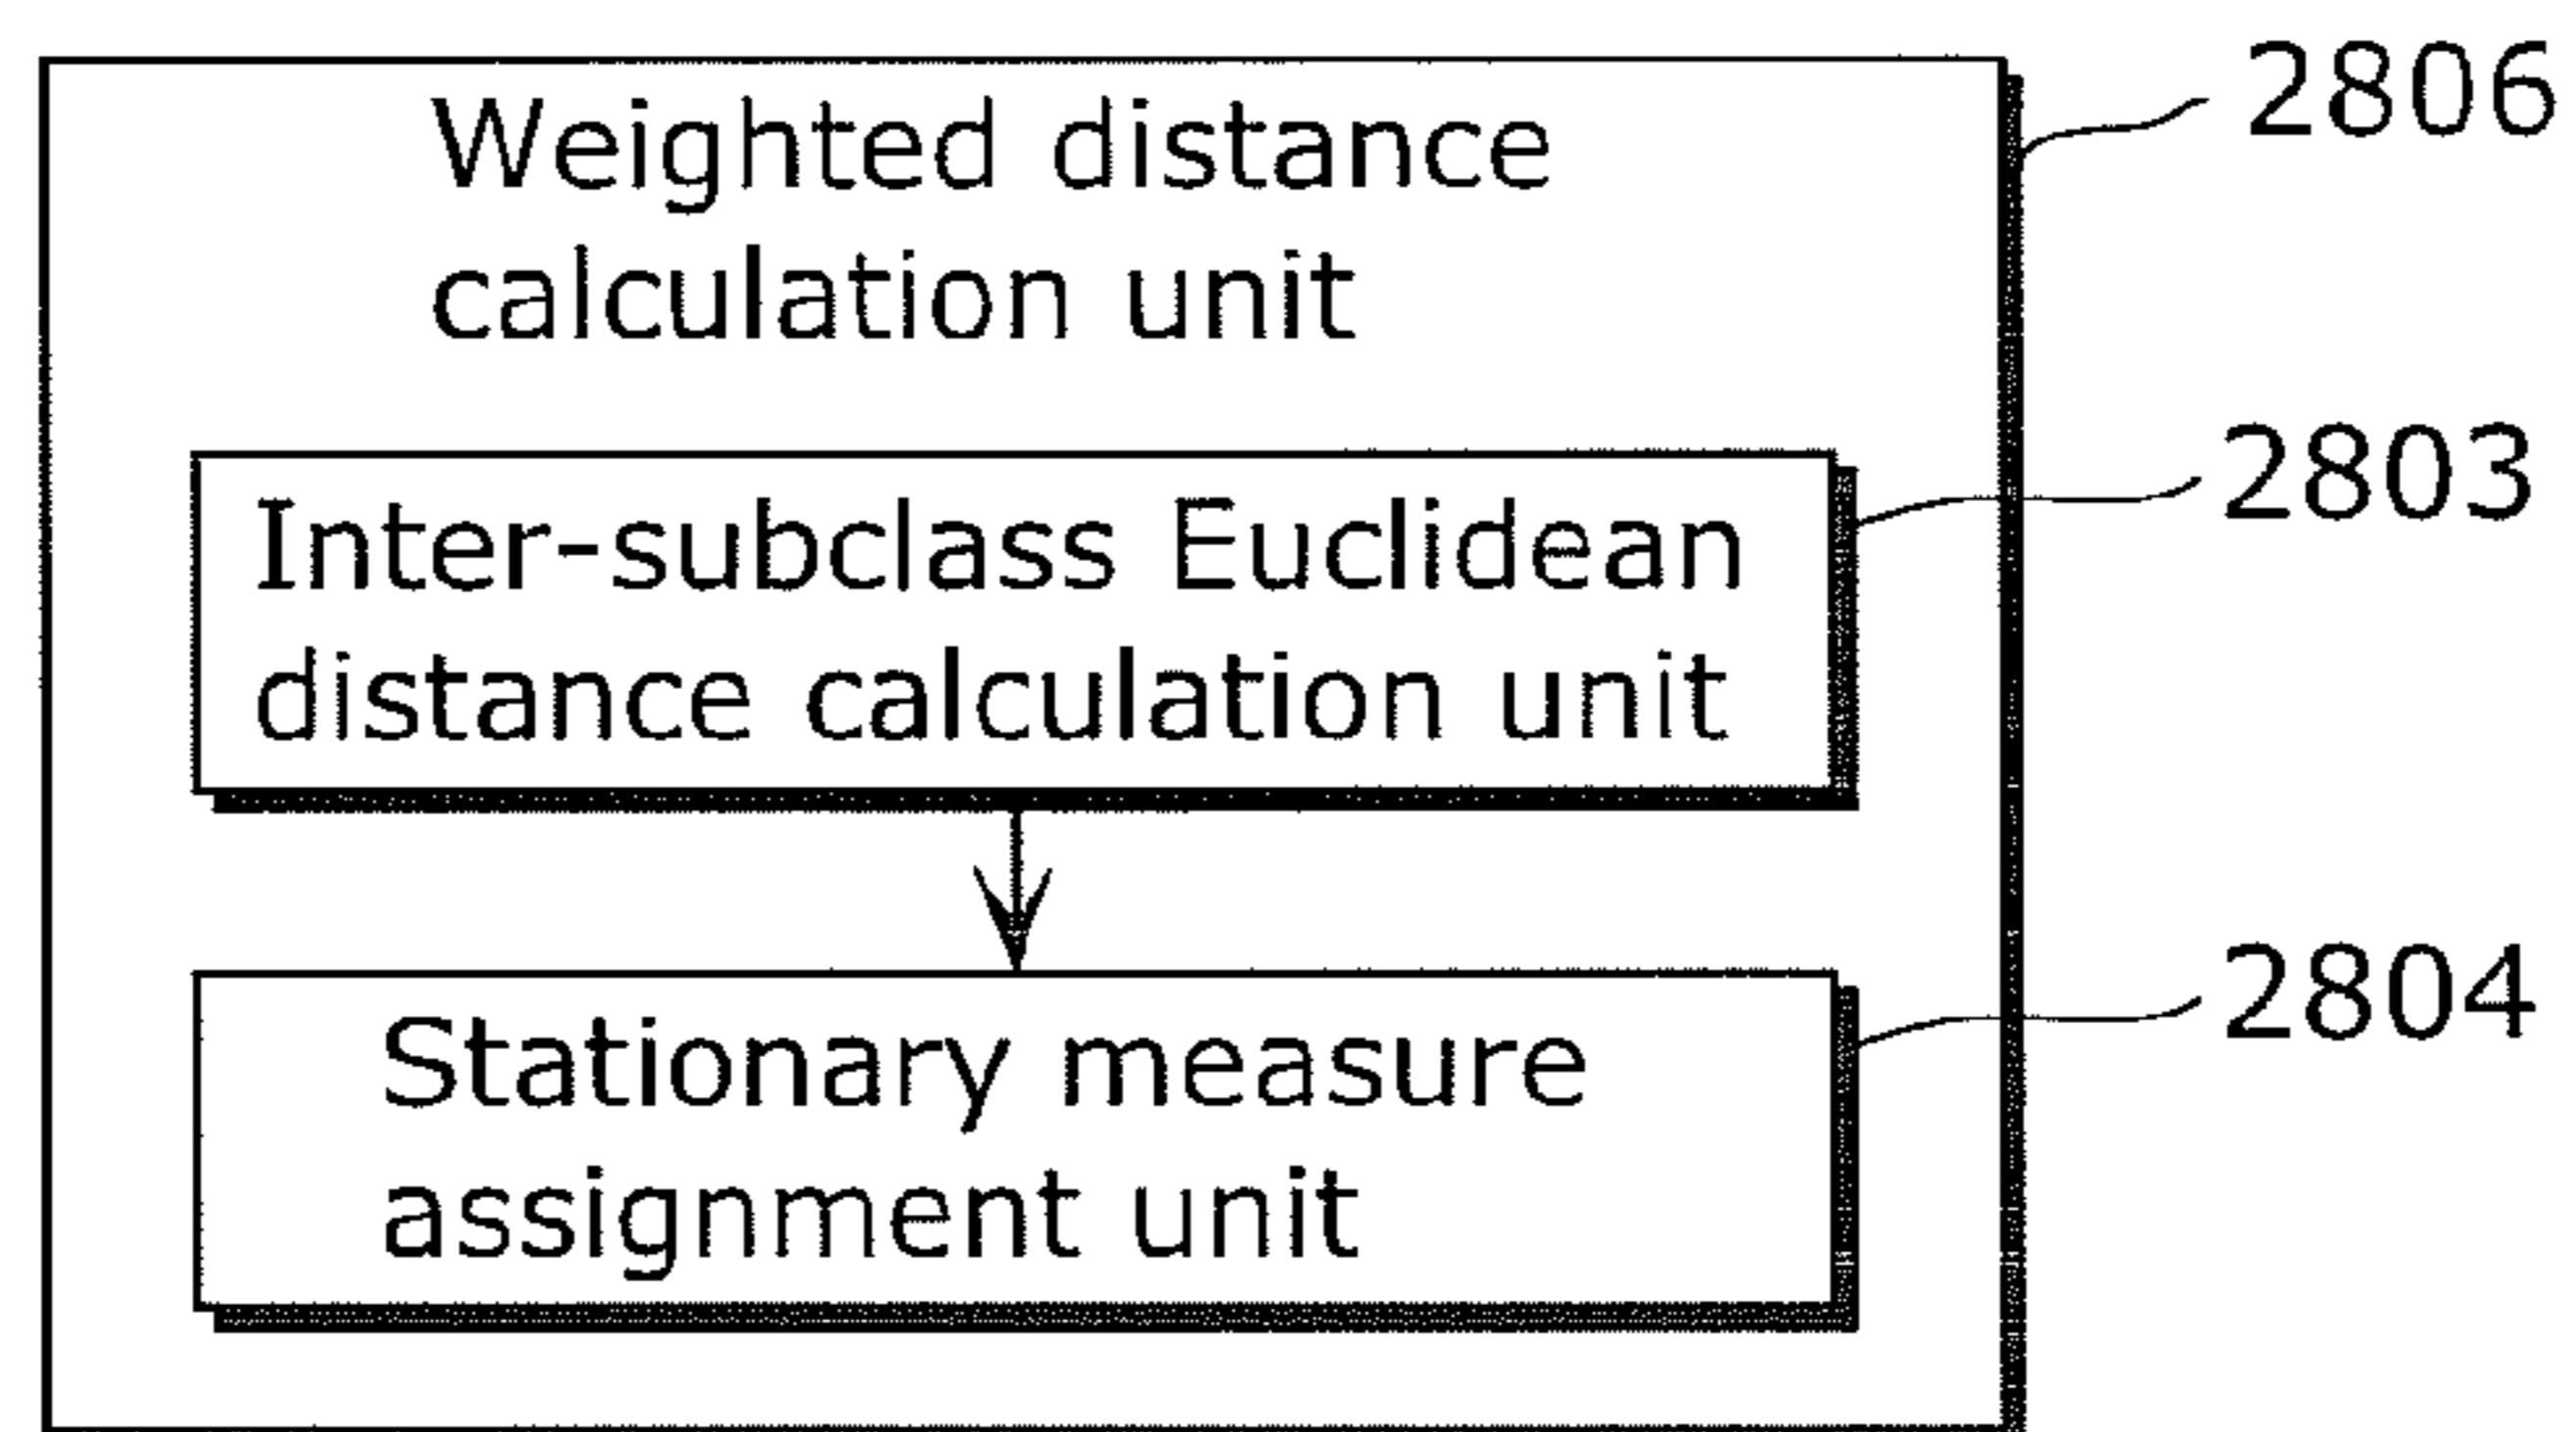 Weighted distance
calculation unit
2806
Inter-subclass Euclidean
distance calculation unit
2803
Stationary measure
assignment unit
2804